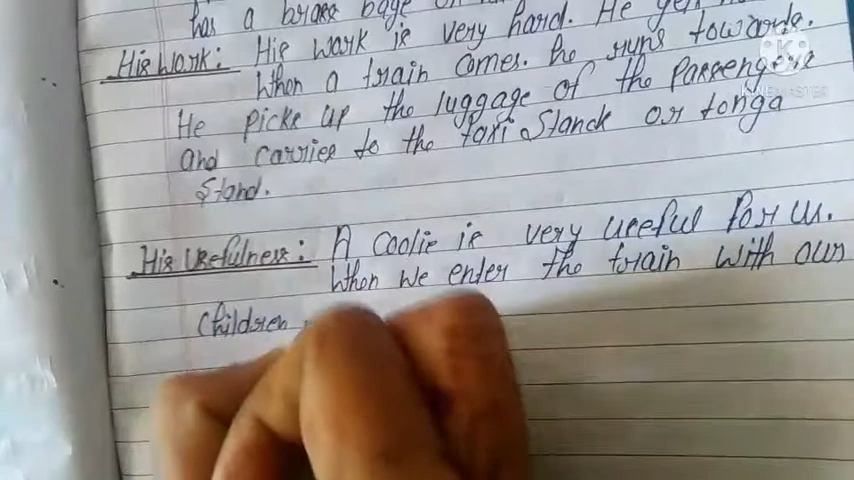 has a brass
His work: His work is very hard. He
When a train comes. he runs towards.
He picks up the luggage of the Passengers
and carries to the taxi Stand or tonga
Stand.
His Usefulness: A coolie is very useful for us.
When we enter the train with our
Children
KINEMASTER